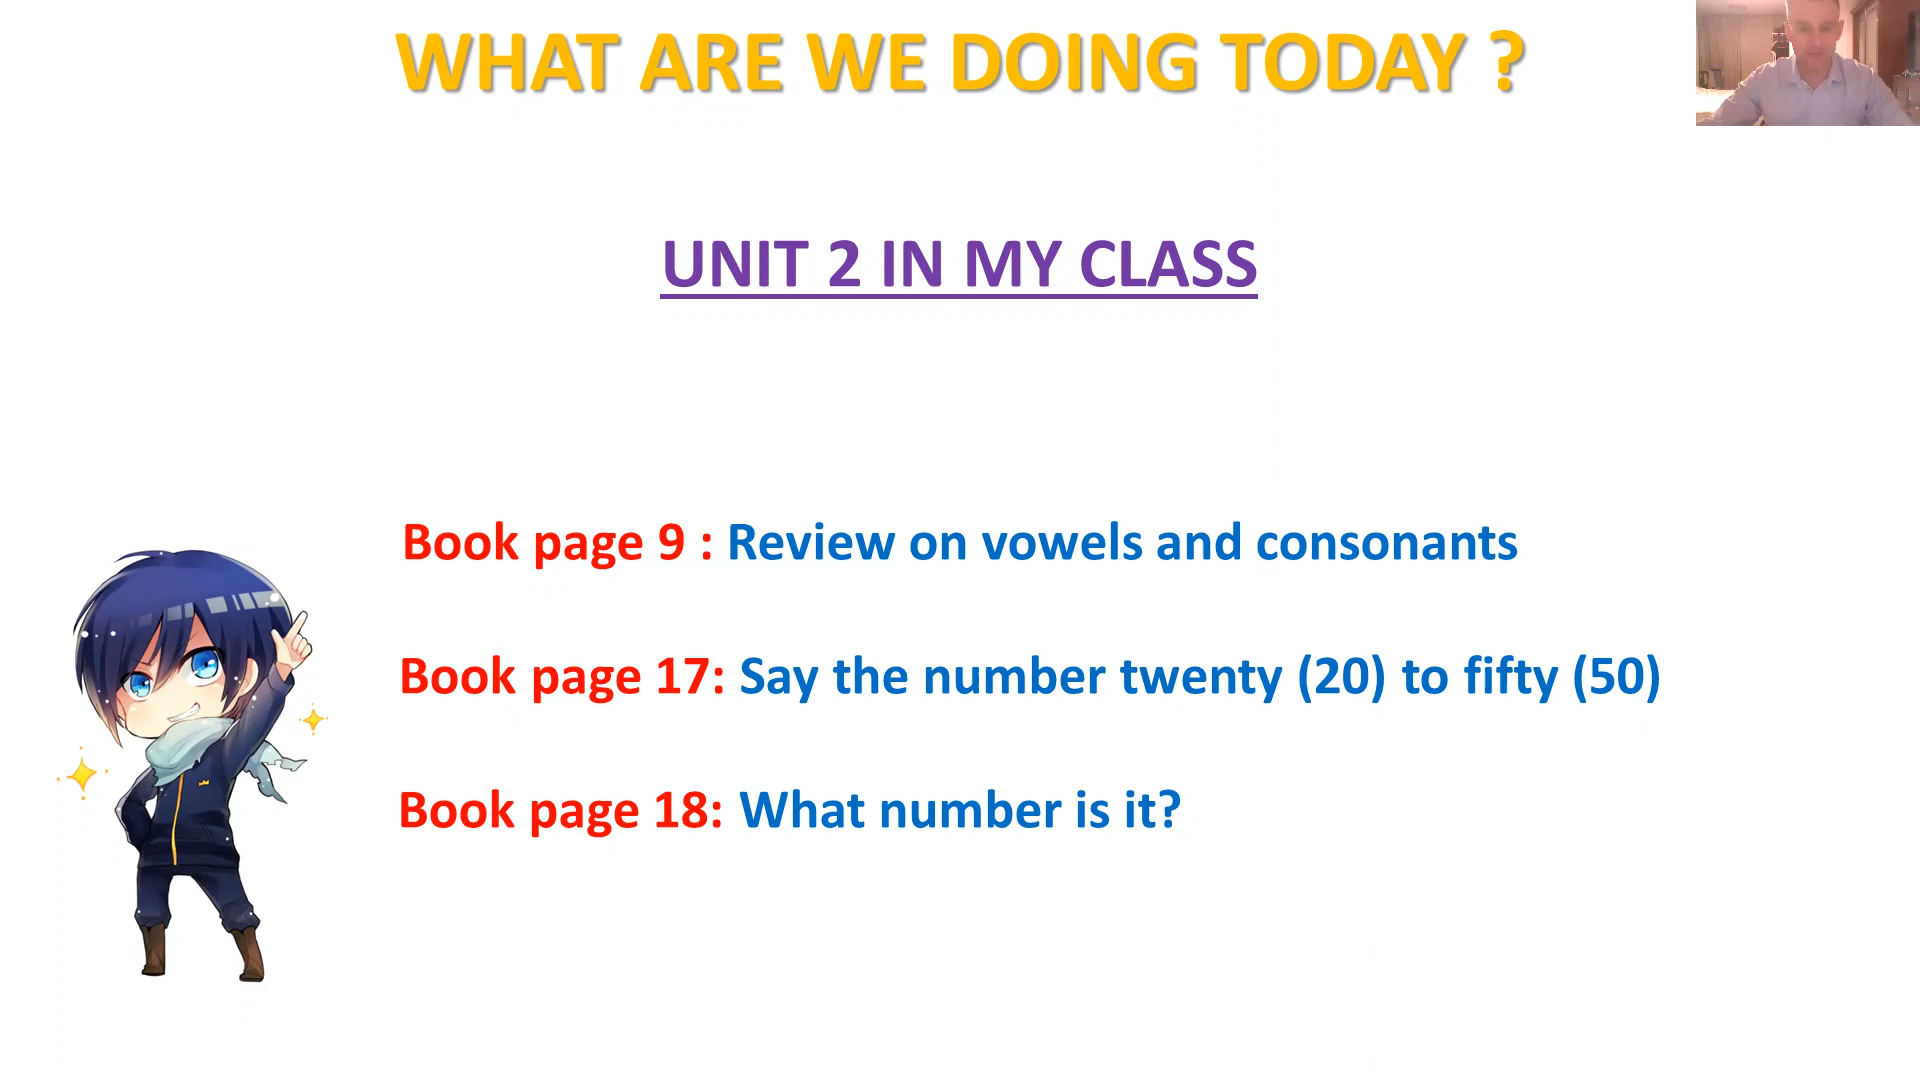 WHAT ARE WE DOING TODAY ?
UNIT 2 IN MY CLASS
Book page 9 : Review on vowels and consonants
Book page 17: Say the number twenty (20) to fifty (50)
Book page 18: What number is it?